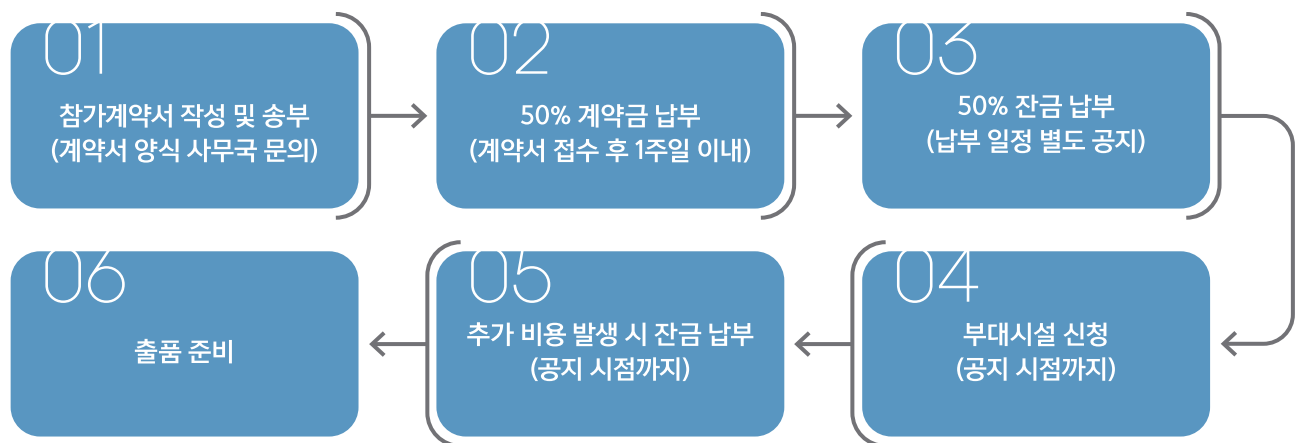 01
참가계약서 작성 및 송부
(계약서 양식 사무국 문의)
02
50% 계약금 납부
(계약서 접수 후 1주일 이내)
03
50% 잔금 납부
(납부 일정 별도 공지)
04
부대시설 신청
(공지 시점까지)
05
추가 비용 발생 시 잔금 납부
(공지 시점까지)
06
출품 준비